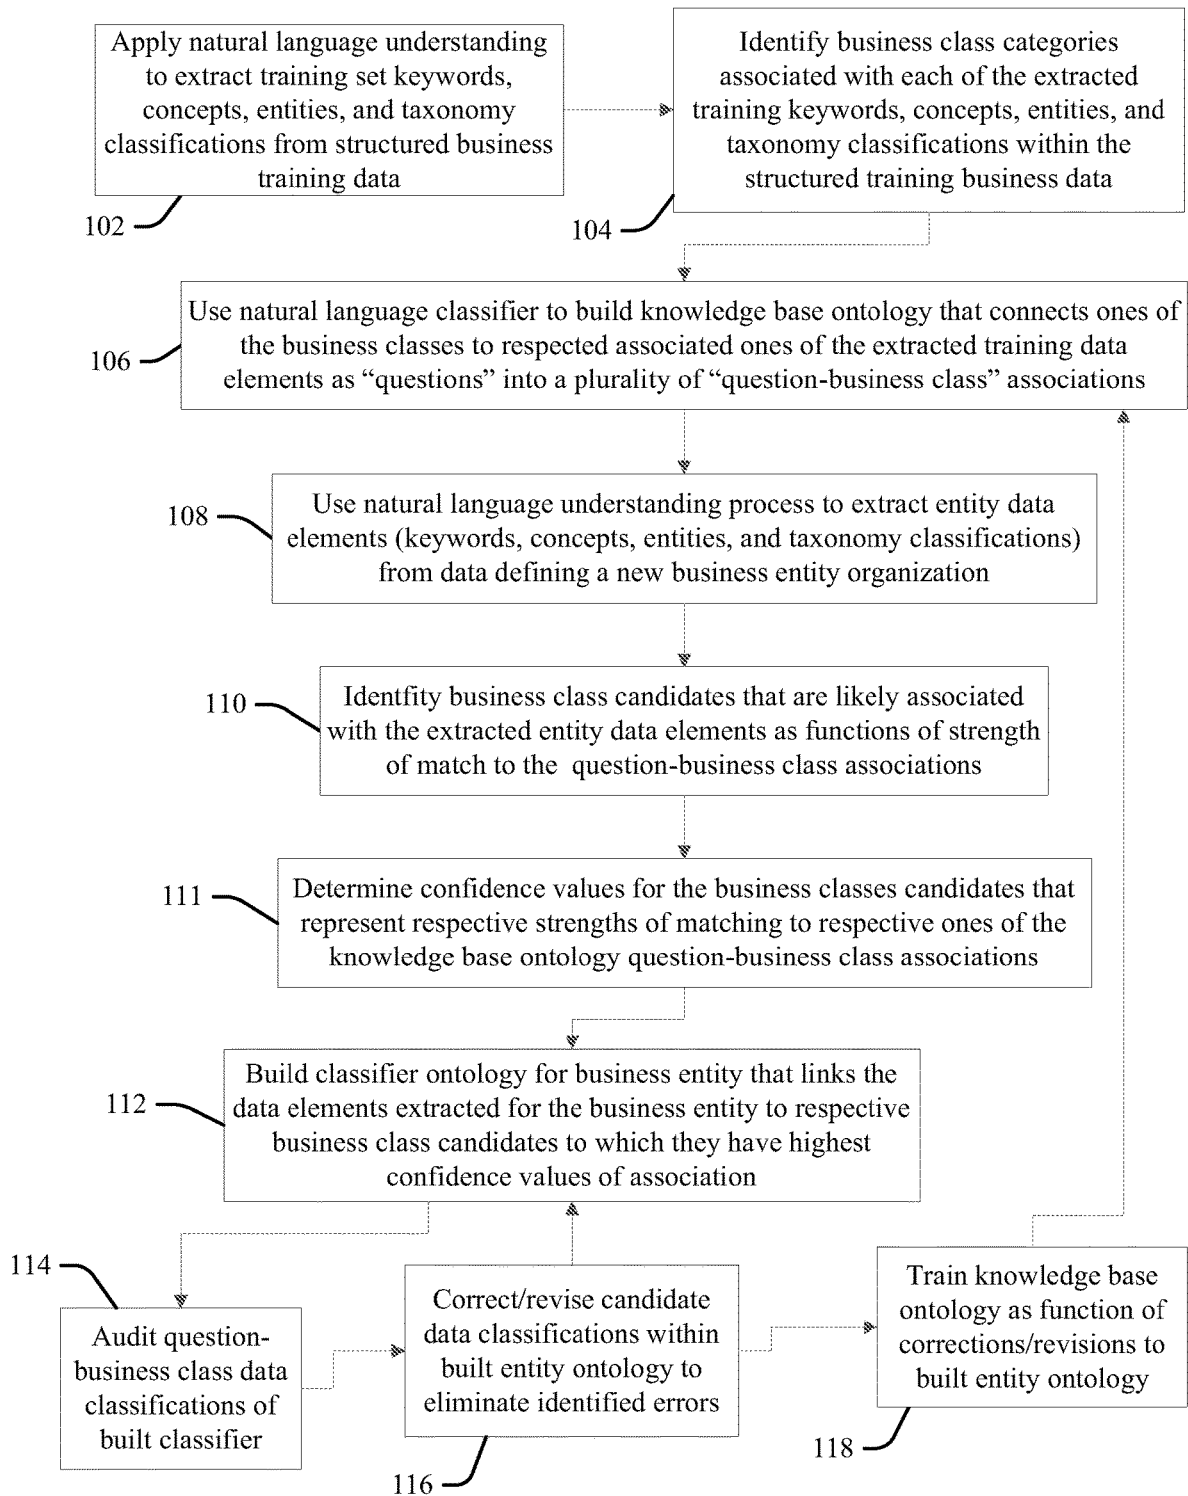 Apply natural language understanding
to extract training set keywords,
concepts, entities, and taxonomy
classifications from structured business
training data
102
Identify business class categories
associated with each of the extracted
training keywords, concepts, entities, and
taxonomy classifications within the
structured training business data
104
Use natural language classifier to build knowledge base ontology that connects ones of
the business classes to respected associated ones of the extracted training data
elements as “questions” into a plurality of “question-business class” associations
106
Use natural language understanding process to extract entity data
elements (keywords, concepts, entities, and taxonomy classifications)
from data defining a new business entity organization
108
Identfity business class candidates that are likely associated
with the extracted entity data elements as functions of strength
of match to the question-business class associations
110
Determine confidence values for the business classes candidates that
represent respective strengths of matching to respective ones of the
knowledge base ontology question-business class associations
111
Build classifier ontology for business entity that links the
data elements extracted for the business entity to respective
business class candidates to which they have highest
confidence values of association
112
114
Audit question-
business class data
classifications of
built classifier
Correct/revise candidate
data classifications within
built entity ontology to
eliminate identified errors
116
Train knowledge base
ontology as function of
corrections/revisions to
built entity ontology
118